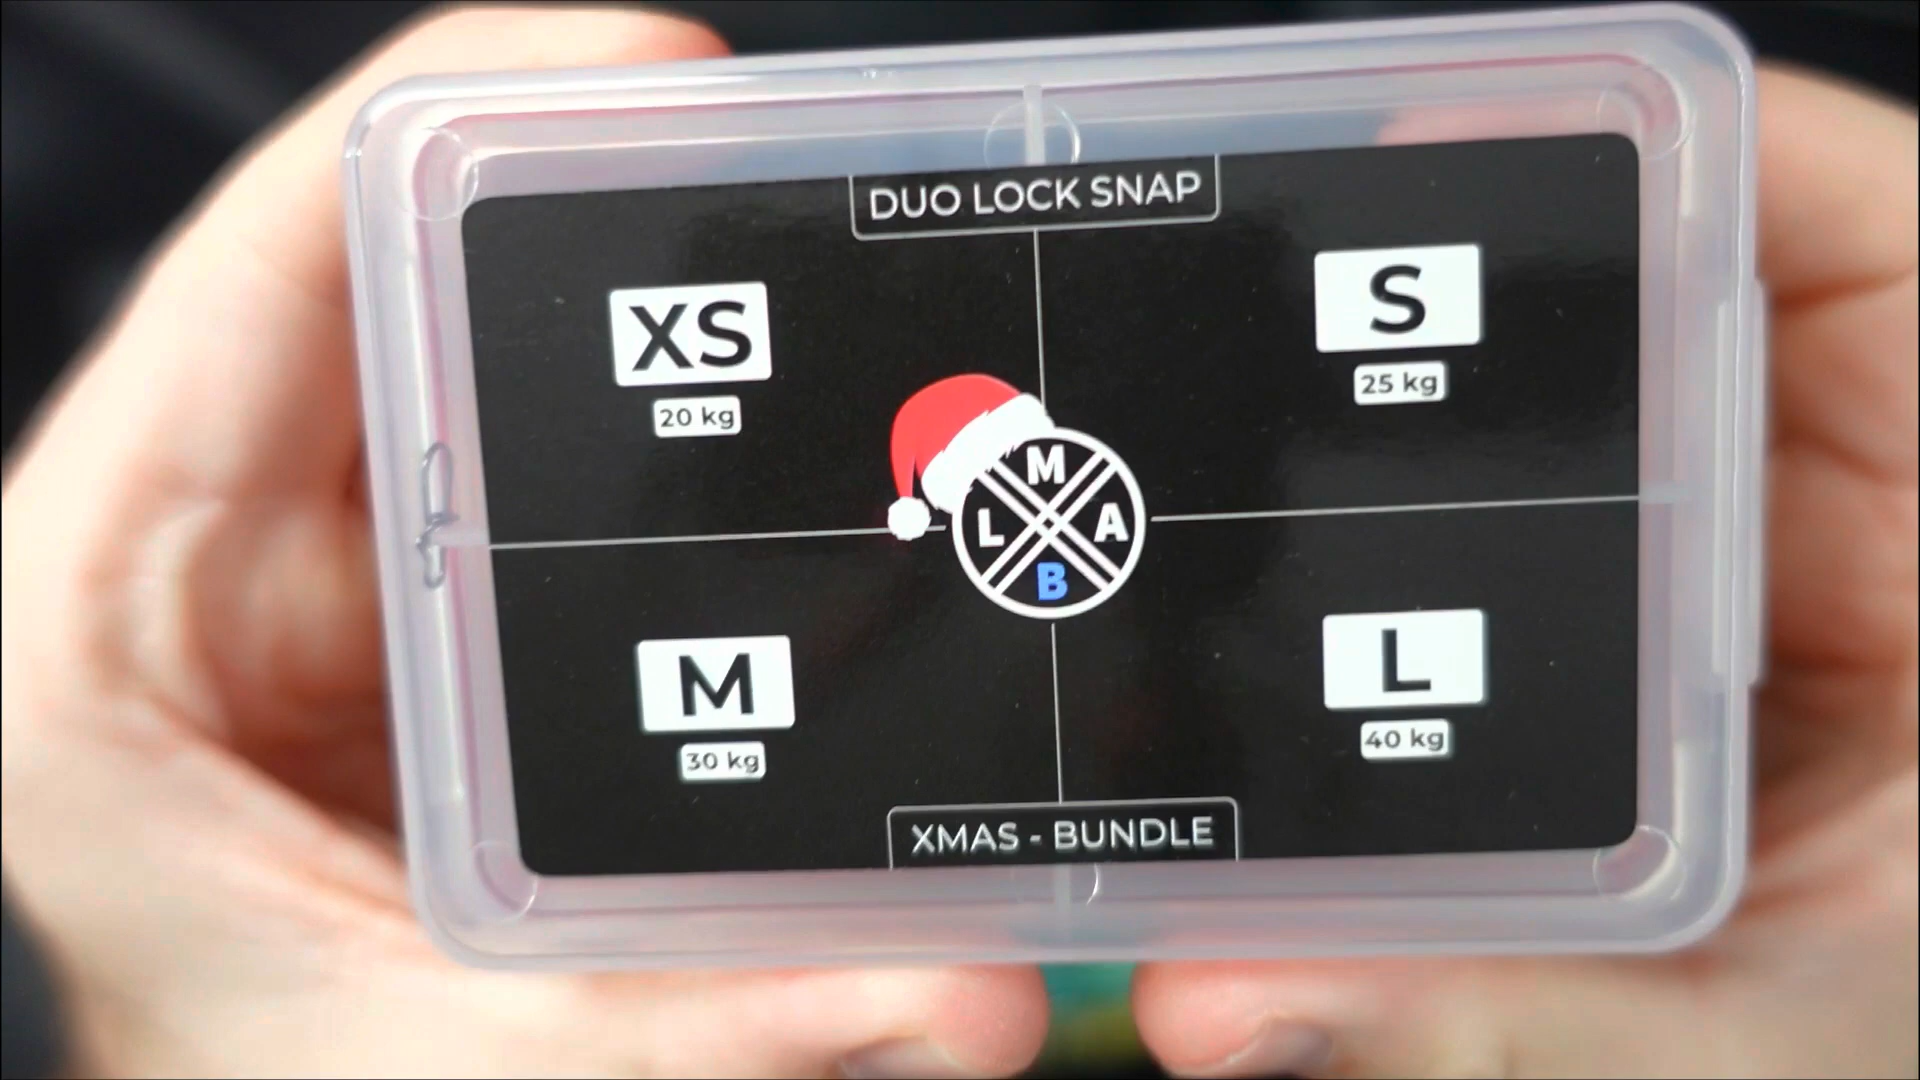 DUO LOCK SNAP
XS
20 kg
S
25 kg
M
L A
B
M
30 kg
L
40 kg
XMAS - BUNDLE